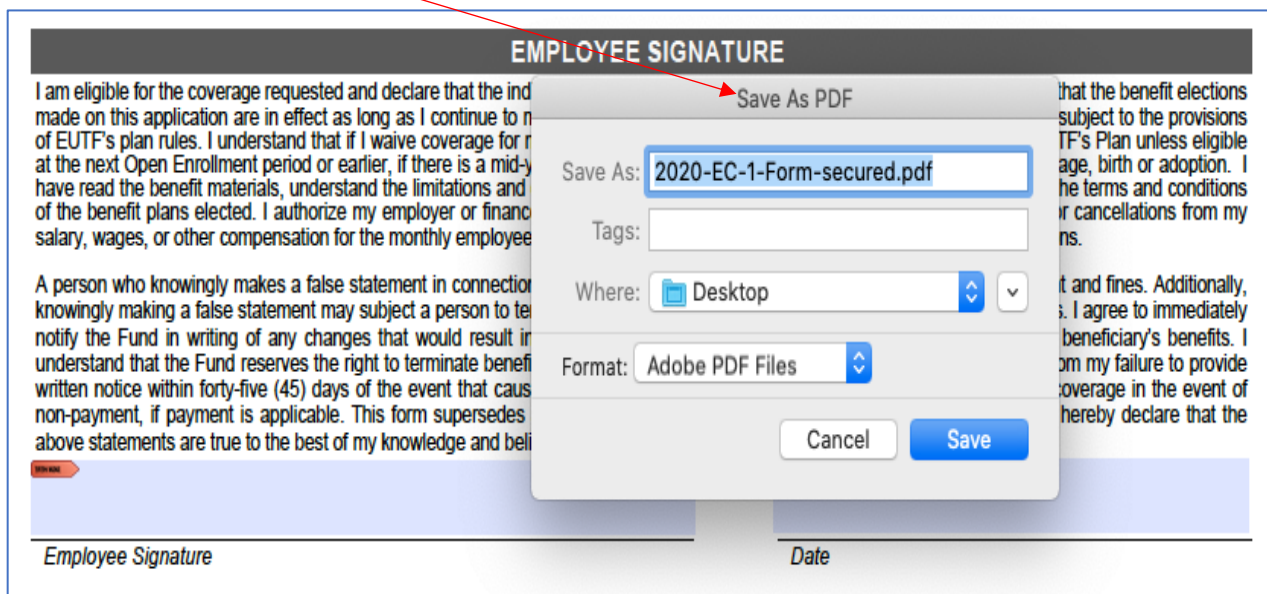 EMPLOYEE SIGNATURE
I am eligible for the coverage requested and declare that the ind
that the benefit elections
made on this application are in effect as long as I continue to
subject to the provisions
of EUTF's plan rules. I understand that if I waive coverage for
TF's Plan unless eligible
at the next Open Enrollment period or earlier, if there is a mid-y
age, birth or adoption. I
have read the benefit materials, understand the limitations and
he terms and conditions
of the benefit plans elected. I authorize my employer or financ
or cancellations from my
salary, wages, or other compensation for the monthly employee
ns.
A person who knowingly makes a false statement in connection
t and fines. Additionally,
knowingly making a false statement may subject a person to te
s. I agree to immediately
notify the Fund in writing of any changes that would result in
beneficiary's benefits. I
understand that the Fund reserves the right to terminate benefi
om my failure to provide
written notice within forty-five (45) days of the event that caus
coverage in the event of
non-payment, if payment is applicable. This form supersedes
hereby declare that the
above statements are true to the best of my knowledge and beli
Save As PDF
Save As: 2020-EC-1-Form-secured.pdf
Tags:
Where: Desktop
Format: Adobe PDF Files
Cancel Save
Employee Signature
Date